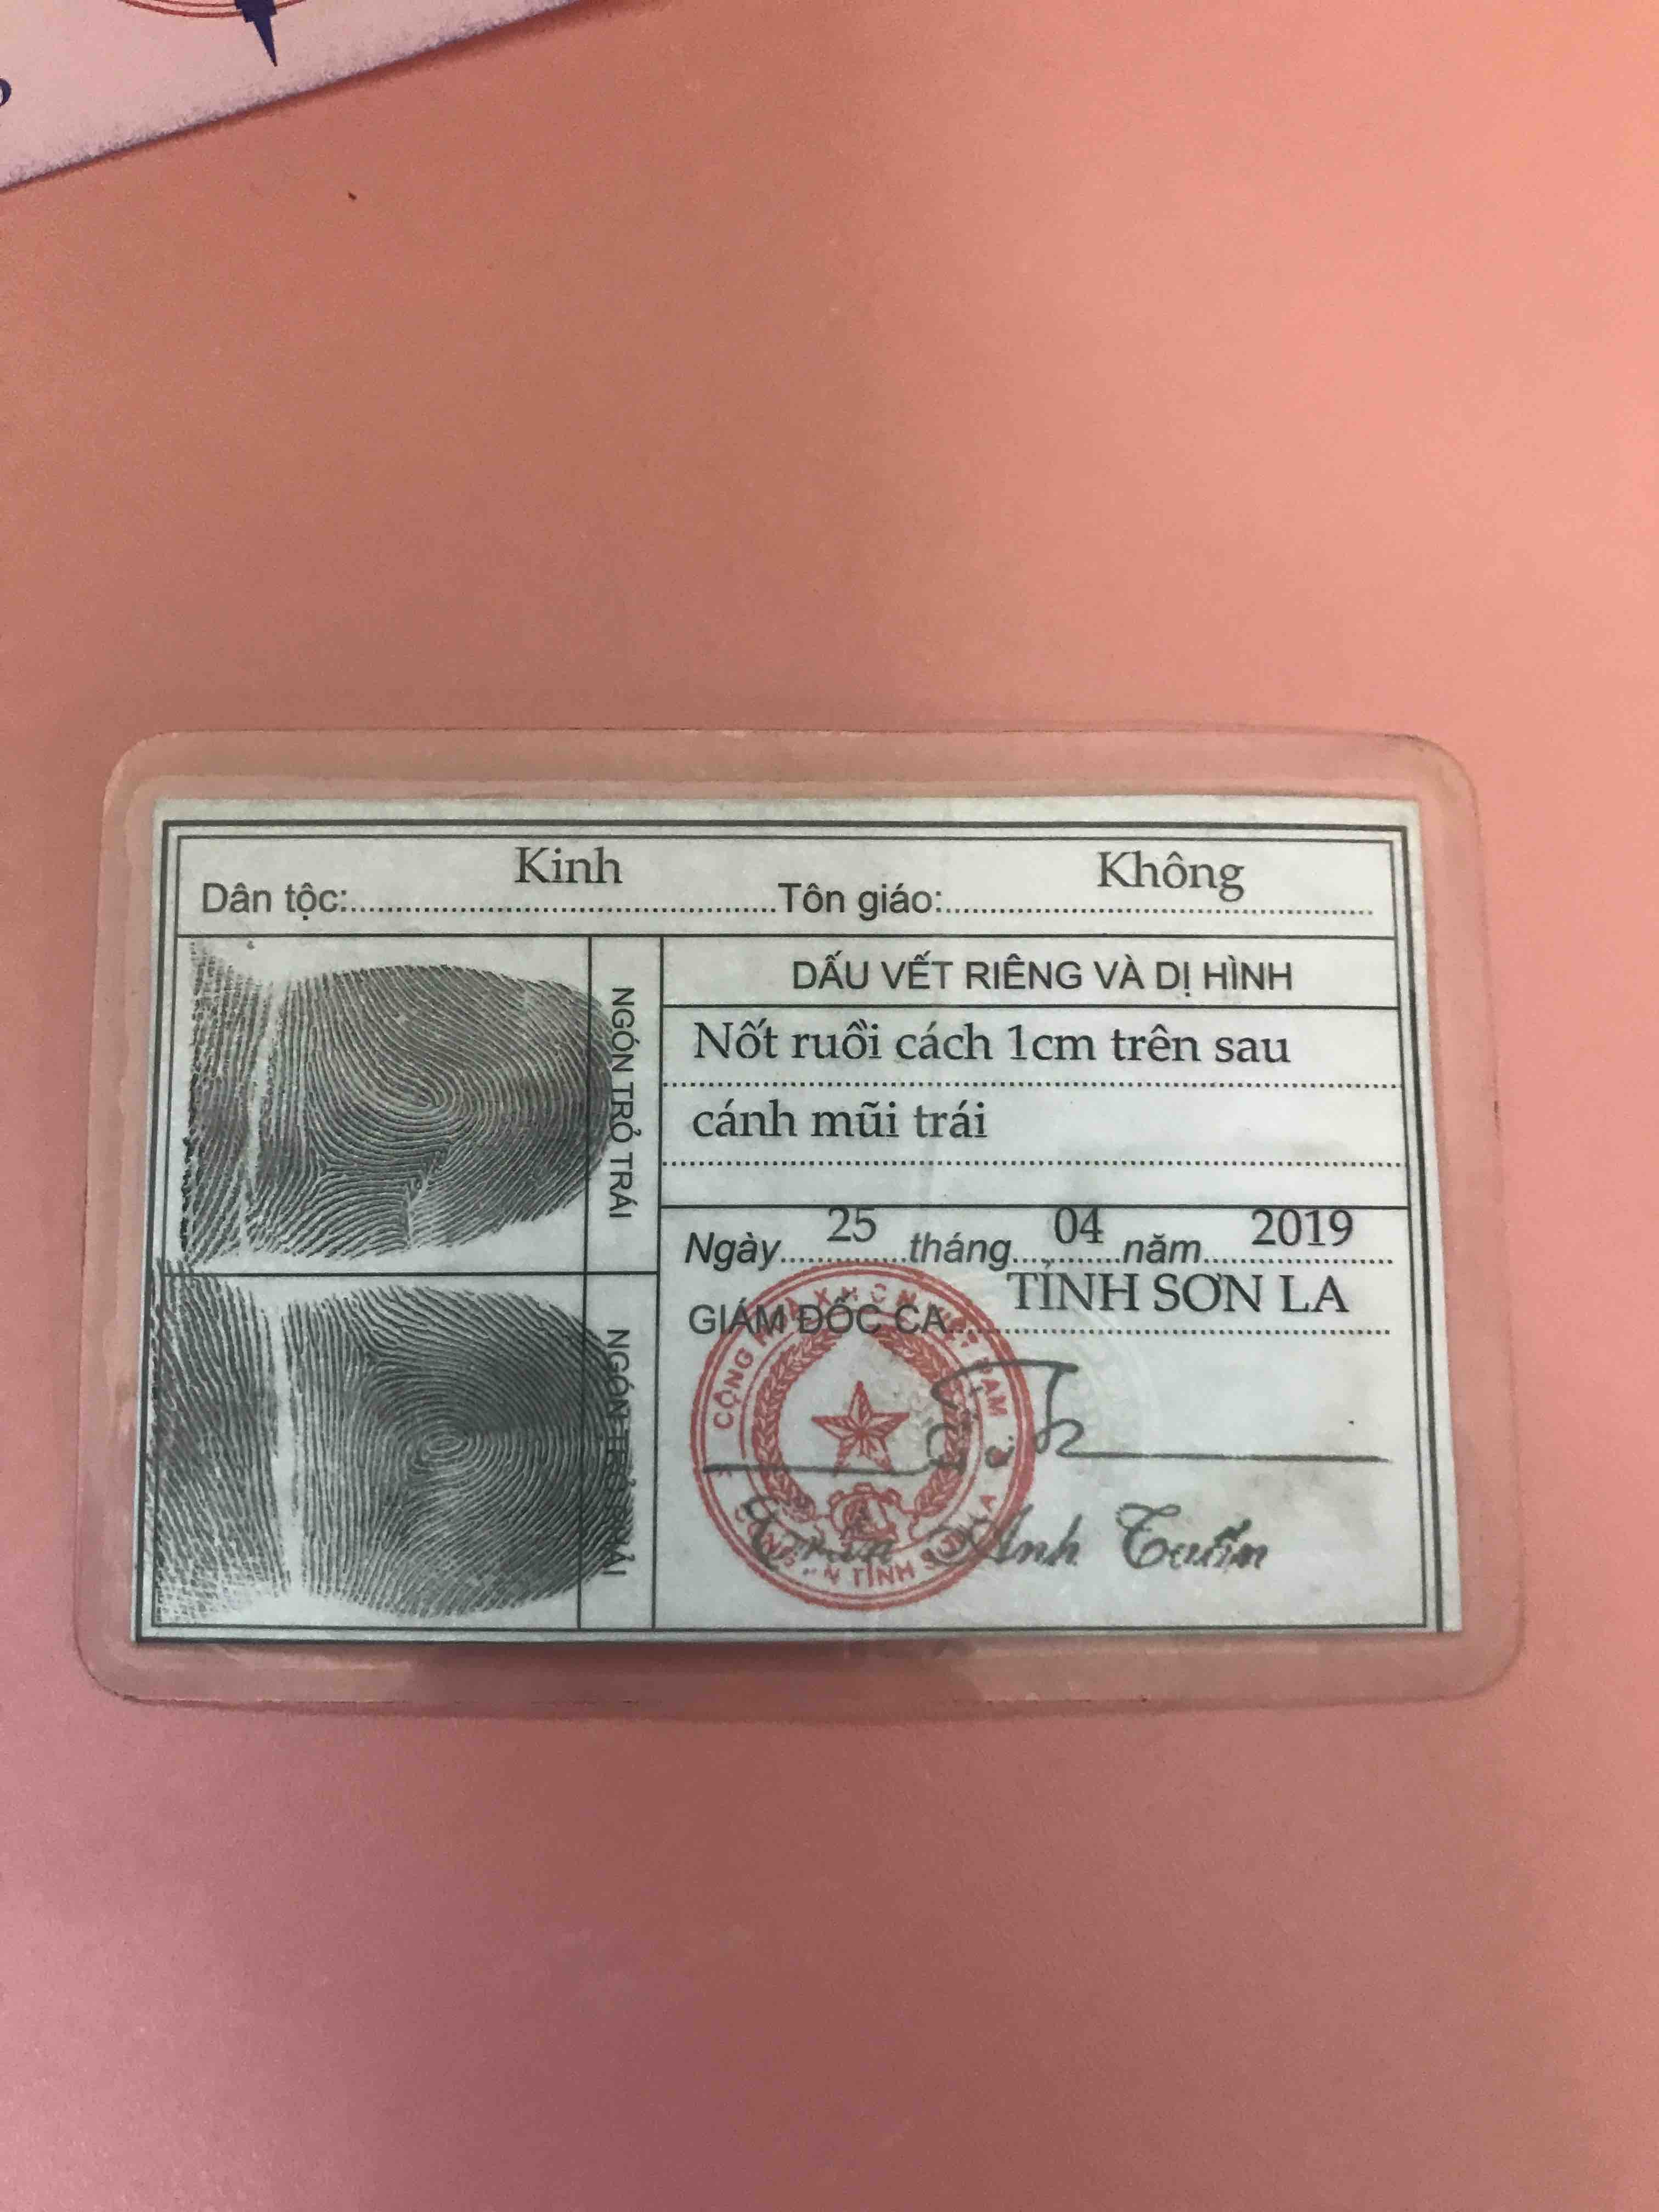 Dân tộc: Kinh Tôn giáo: Không
NGÓN TRỎ TRÁI
NGÓN TRỎ PHẢI
DẤU VẾT RIÊNG VÀ DỊ HÌNH
Nốt ruồi cách 1cm trên sau
cánh mũi trái
Ngày 25 tháng 04 năm 2019
GIÁM ĐỐC CA TỈNH SƠN LA
Trần Anh Tuấn